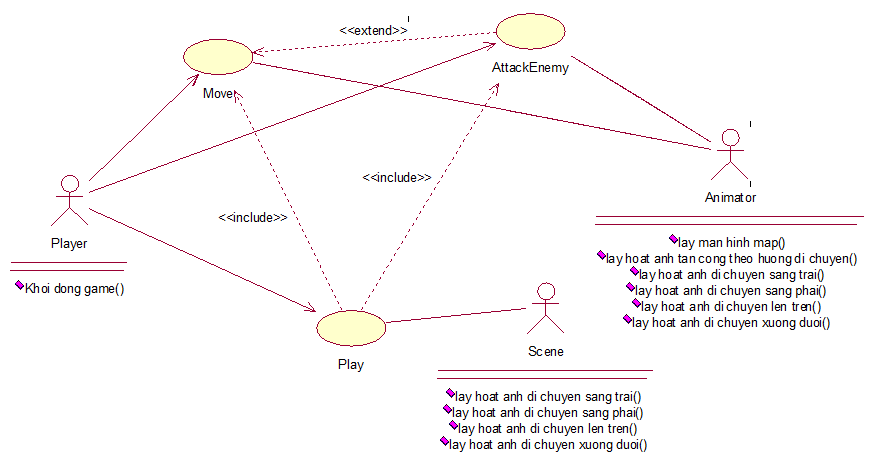 <<extend>>
AttackEnemy
Move
<<include>>
<<include>>
Player
Khoi dong game()
Animator
lay man hinh map()
lay hoat anh tan cong theo huong di chuyen()
lay hoat anh di chuyen sang trai()
lay hoat anh di chuyen sang phai()
lay hoat anh di chuyen len tren()
lay hoat anh di chuyen xuong duoi()
Play
Scene
lay hoat anh di chuyen sang trai()
lay hoat anh di chuyen sang phai()
lay hoat anh di chuyen len tren()
lay hoat anh di chuyen xuong duoi()